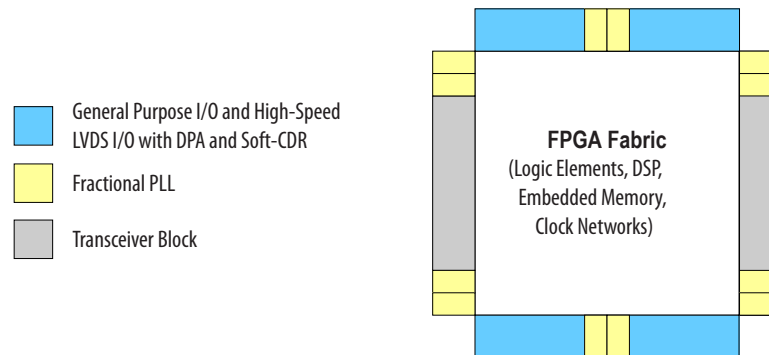 General Purpose I/O and High-Speed
LVDS I/O with DPA and Soft-CDR
Fractional PLL
Transceiver Block
FPGA Fabric
(Logic Elements, DSP,
Embedded Memory,
Clock Networks)